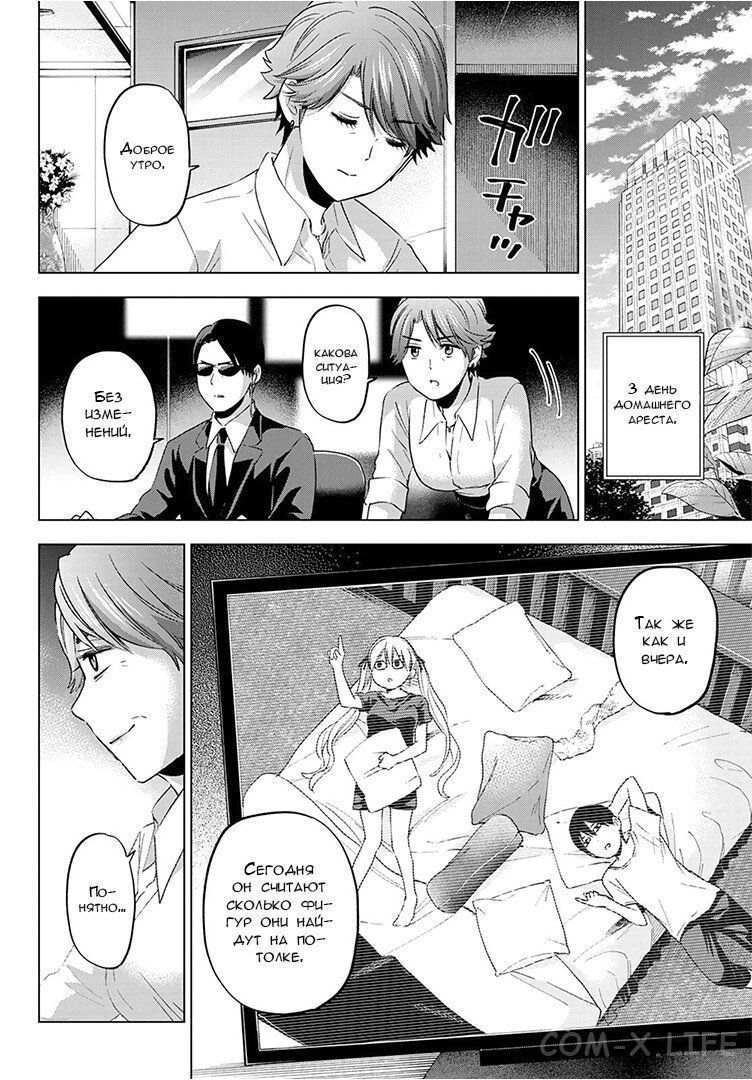 3 день
домашнего
ареста.
ガチャッ
Доброе
утро.
какова
ситуа-
ция?
Без
изме-
нений.
Так же
как и
вчера.
Сегодня
он считают
сколько фи-
гур они най-
дут на по-
толке.
По-
нятно...
COM-X.LIFE